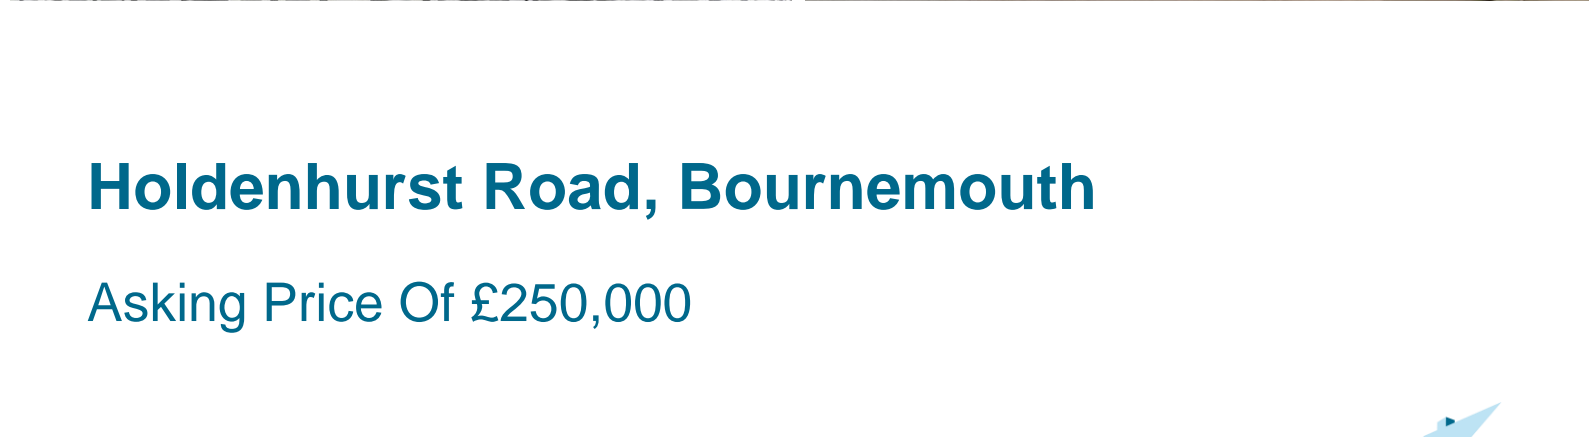 Holdenhurst Road, Bournemouth
Asking Price Of £250,000